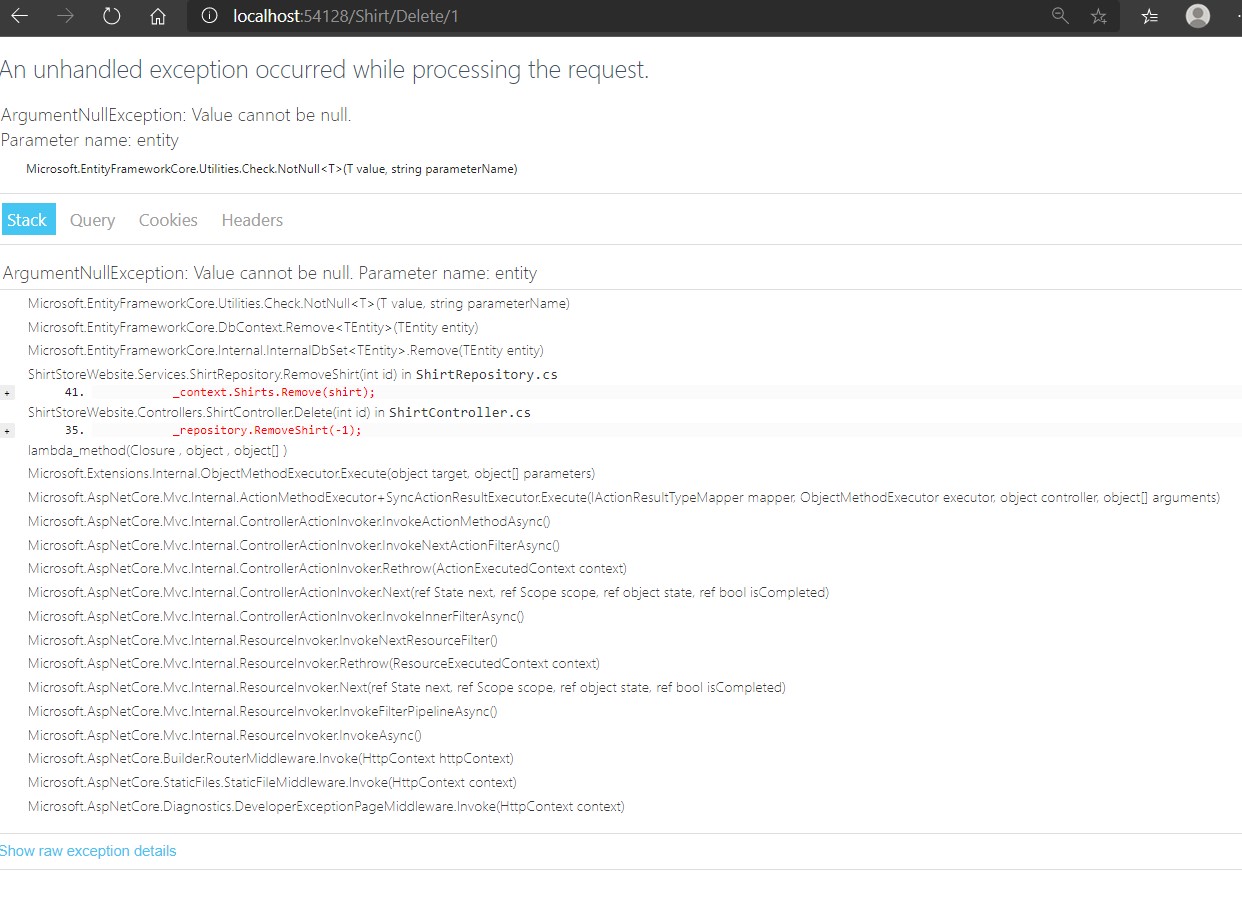 localhost:54128/Shirt/Delete/1
An unhandled exception occurred while processing the request.
ArgumentNullException: Value cannot be null.
Parameter name: entity
Microsoft.EntityFrameworkCore.Utilities.Check.NotNull<T>(T value, string parameterName)
Stack Query Cookies Headers
ArgumentNullException: Value cannot be null. Parameter name: entity
Microsoft.EntityFrameworkCore.Utilities.Check.NotNull<T>(T value, string parameterName)
Microsoft.EntityFrameworkCore.DbContext.Remove<TEntity>(TEntity entity)
Microsoft.EntityFrameworkCore.Internal.InternalDbSet<TEntity>.Remove(TEntity entity)
ShirtStoreWebsite.Services.ShirtRepository.RemoveShirt(int id) in ShirtRepository.cs
+ 41. _context.Shirts.Remove(shirt);
ShirtStoreWebsite.Controllers.ShirtController.Delete(int id) in ShirtController.cs
+ 35. _repository.RemoveShirt(-1);
lambda_method(Closure , object , object[] )
Microsoft.Extensions.Internal.ObjectMethodExecutor.Execute(object target, object[] parameters)
Microsoft.AspNetCore.Mvc.Internal.ActionMethodExecutor+SyncActionResultExecutor.Execute(IActionResultTypeMapper mapper, ObjectMethodExecutor executor, object controller, object[] arguments)
Microsoft.AspNetCore.Mvc.Internal.ControllerActionInvoker.InvokeActionMethodAsync()
Microsoft.AspNetCore.Mvc.Internal.ControllerActionInvoker.InvokeNextActionFilterAsync()
Microsoft.AspNetCore.Mvc.Internal.ControllerActionInvoker.Rethrow(ActionExecutedContext context)
Microsoft.AspNetCore.Mvc.Internal.ControllerActionInvoker.Next(ref State next, ref Scope scope, ref object state, ref bool isCompleted)
Microsoft.AspNetCore.Mvc.Internal.ControllerActionInvoker.InvokeInnerFilterAsync()
Microsoft.AspNetCore.Mvc.Internal.ResourceInvoker.InvokeNextResourceFilter()
Microsoft.AspNetCore.Mvc.Internal.ResourceInvoker.Rethrow(ResourceExecutedContext context)
Microsoft.AspNetCore.Mvc.Internal.ResourceInvoker.Next(ref State next, ref Scope scope, ref object state, ref bool isCompleted)
Microsoft.AspNetCore.Mvc.Internal.ResourceInvoker.InvokeFilterPipelineAsync()
Microsoft.AspNetCore.Mvc.Internal.ResourceInvoker.InvokeAsync()
Microsoft.AspNetCore.Builder.RouterMiddleware.Invoke(HttpContext httpContext)
Microsoft.AspNetCore.StaticFiles.StaticFileMiddleware.Invoke(HttpContext context)
Microsoft.AspNetCore.Diagnostics.DeveloperExceptionPageMiddleware.Invoke(HttpContext context)
Show raw exception details